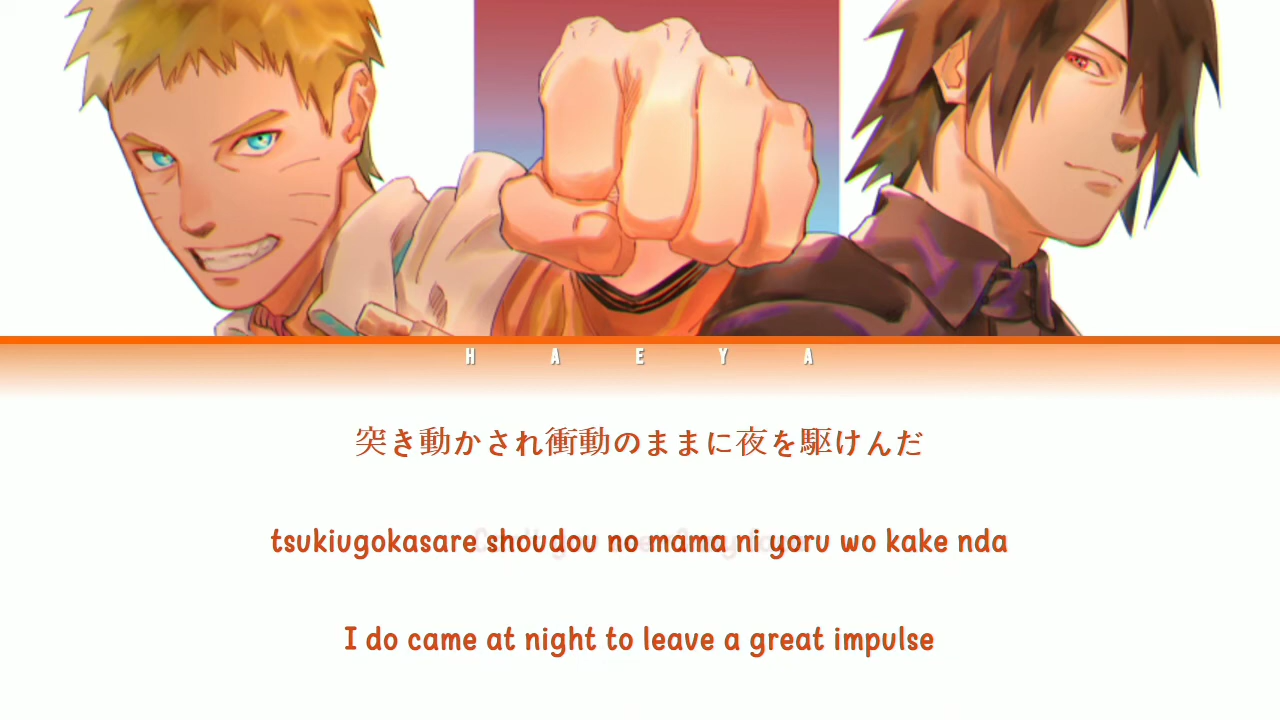 H A E Y A
突き動かされ衝動のままに夜を駆けんだ
tsukiugokasare shoudou no mama ni yoru wo kake nda
I do came at night to leave a great impulse